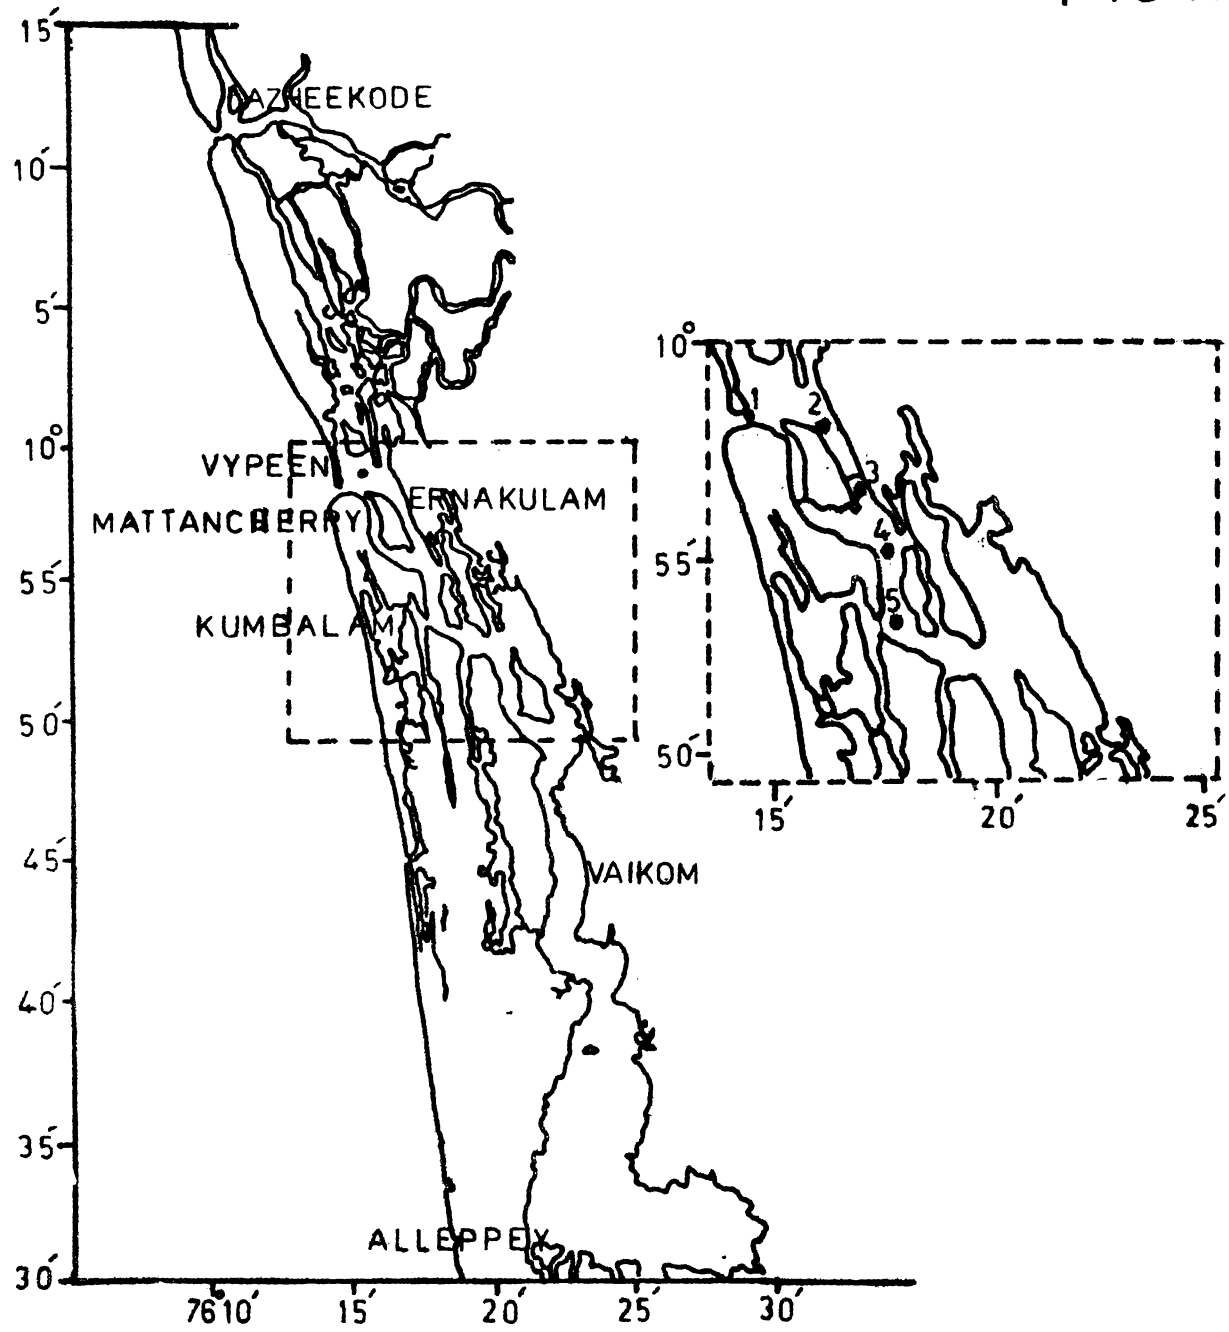 15′
AZHEEKODE
10′
5′
10°
10°
1
2
VYPEEN
3
ERNAKULAM
MATTANCHERRY
4
55′
55′
5
KUMBALAM
50′
50′
15′ 20′ 25′
45′
VAIKOM
40′
35′
ALLEPPEY
30′
76°10′ 15′ 20′ 25′ 30′